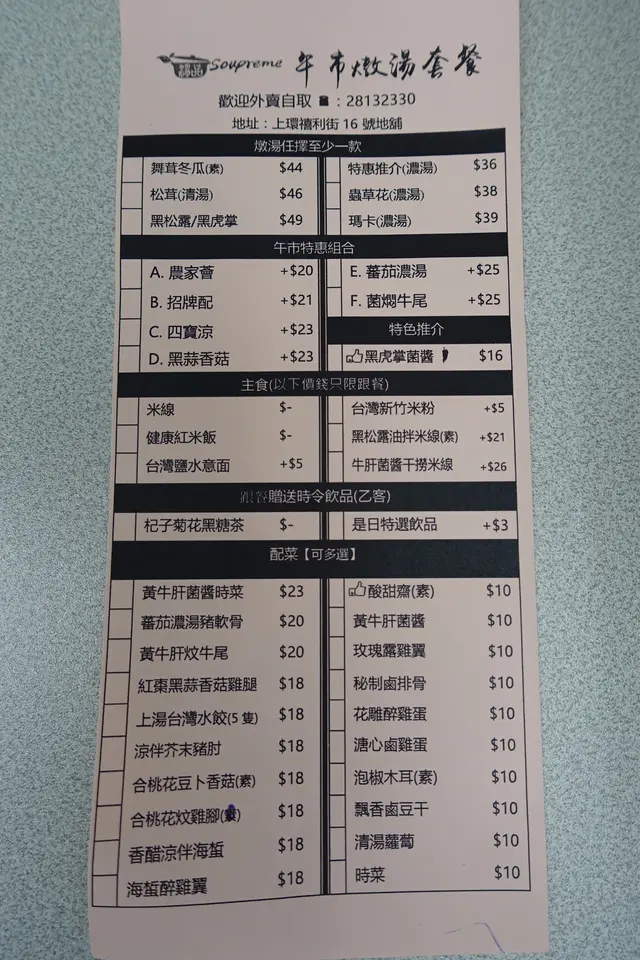 Soupreme 午市燉湯套餐
歡迎外賣自取 ☎：28132330
地址：上環禧利街 16 號地舖
燉湯任擇至少一款
舞茸冬瓜(素) $44
松茸(清湯) $46
黑松露/黑虎掌 $49
特惠推介(濃湯) $36
蟲草花(濃湯) $38
瑪卡(濃湯) $39
午市特惠組合
A. 農家薈 +$20
B. 招牌配 +$21
C. 四寶涼 +$23
D. 黑蒜香菇 +$23
E. 蕃茄濃湯 +$25
F. 菌燜牛尾 +$25
特色推介
黑虎掌菌醬 $16
主食(以下價錢只限跟餐)
米線 $-
健康紅米飯 $-
台灣鹽水意面 +$5
台灣新竹米粉 +$5
黑松露油拌米線(素) +$21
牛肝菌醬干撈米線 +$26
跟餐贈送時令飲品(乙客)
杞子菊花黑糖茶 $-
是日特選飲品 +$3
配菜【可多選】
黃牛肝菌醬時菜 $23
蕃茄濃湯豬軟骨 $20
黃牛肝炆牛尾 $20
紅棗黑蒜香菇雞腿 $18
上湯台灣水餃(5 隻) $18
涼伴芥末豬肘 $18
合桃花豆卜香菇(素) $18
合桃花炆雞腳( ) $18
香醋涼伴海蜇 $18
海蜇醉雞翼 $18
酸甜齋(素) $10
黃牛肝菌醬 $10
玫瑰露雞翼 $10
秘制鹵排骨 $10
花雕醉雞蛋 $10
溏心鹵雞蛋 $10
泡椒木耳(素) $10
飄香鹵豆干 $10
清湯蘿蔔 $10
時菜 $10